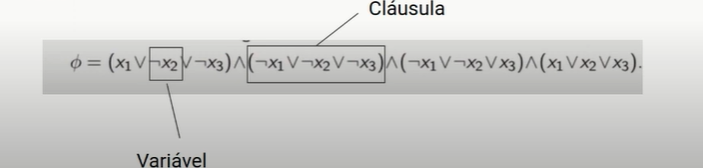 Cláusula
ϕ = (x₁∨¬x₂∨¬x₃)∧(¬x₁∨¬x₂∨¬x₃)∧(¬x₁∨¬x₂∨x₃)∧(x₁∨x₂∨x₃).
Variável